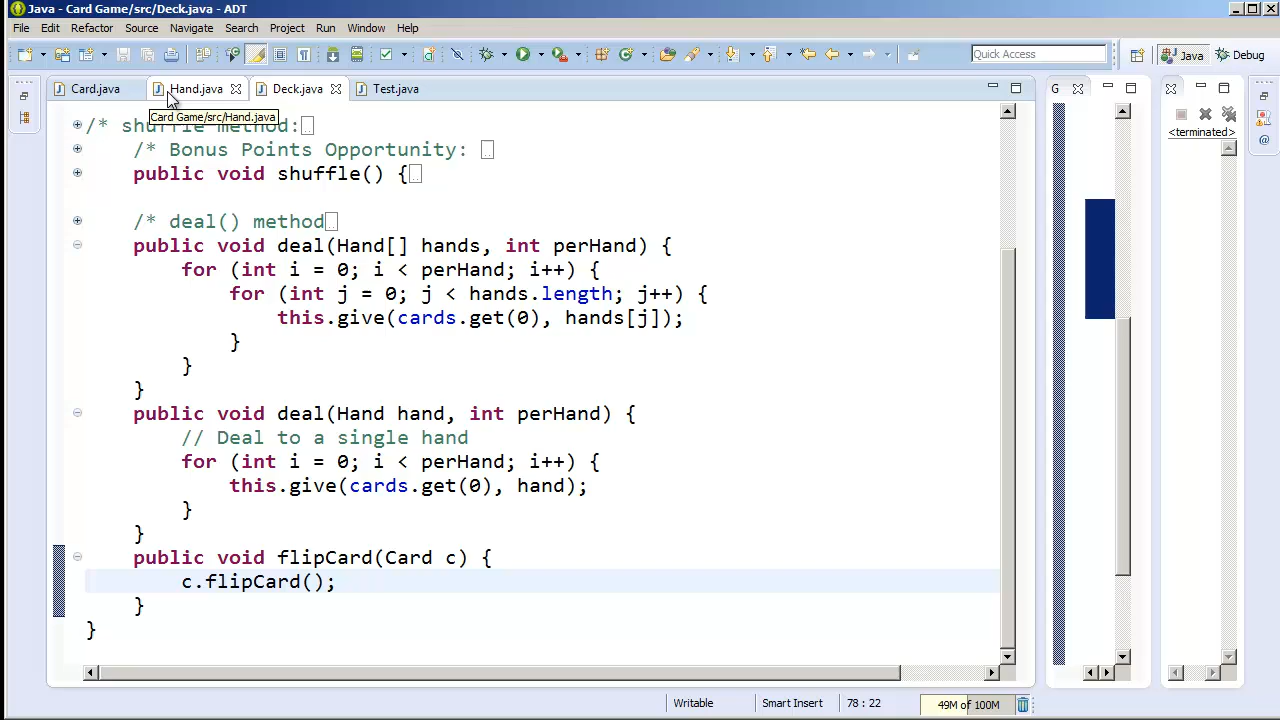 Java - Card Game/src/Deck.java - ADT
File Edit Refactor Source Navigate Search Project Run Window Help
Quick Access
Java
Debug
Card.java
Hand.java
Deck.java
Test.java
G
Card Game/src/Hand.java
<terminated>
/* shuffle method:
/* Bonus Points Opportunity:
public void shuffle() {
/* deal() method
public void deal(Hand[] hands, int perHand) {
for (int i = 0; i < perHand; i++) {
for (int j = 0; j < hands.length; j++) {
this.give(cards.get(0), hands[j]);
}
}
}
public void deal(Hand hand, int perHand) {
// Deal to a single hand
for (int i = 0; i < perHand; i++) {
this.give(cards.get(0), hand);
}
}
public void flipCard(Card c) {
c.flipCard();
}
}
Writable
Smart Insert
78 : 22
49M of 100M